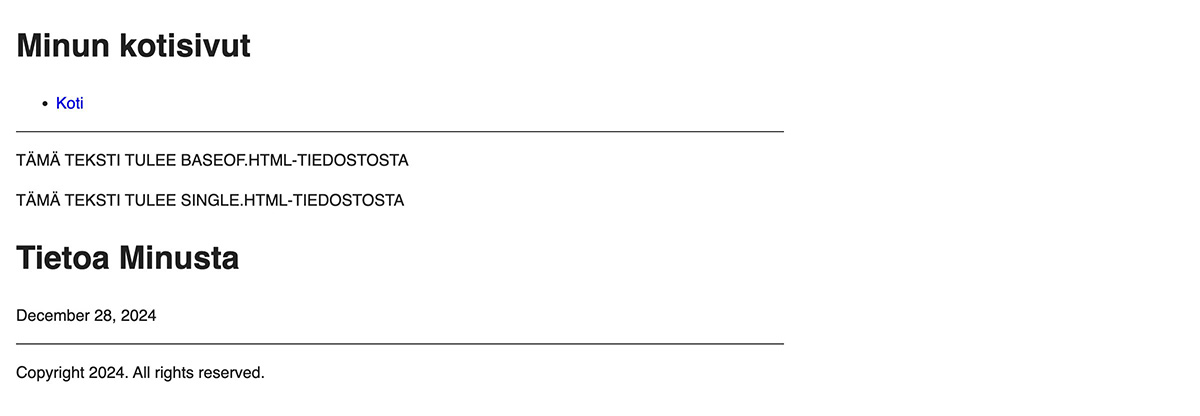 Minun kotisivut
Koti
TÄMÄ TEKSTI TULEE BASEOF.HTML-TIEDOSTOSTA
TÄMÄ TEKSTI TULEE SINGLE.HTML-TIEDOSTOSTA
Tietoa Minusta
December 28, 2024
Copyright 2024. All rights reserved.